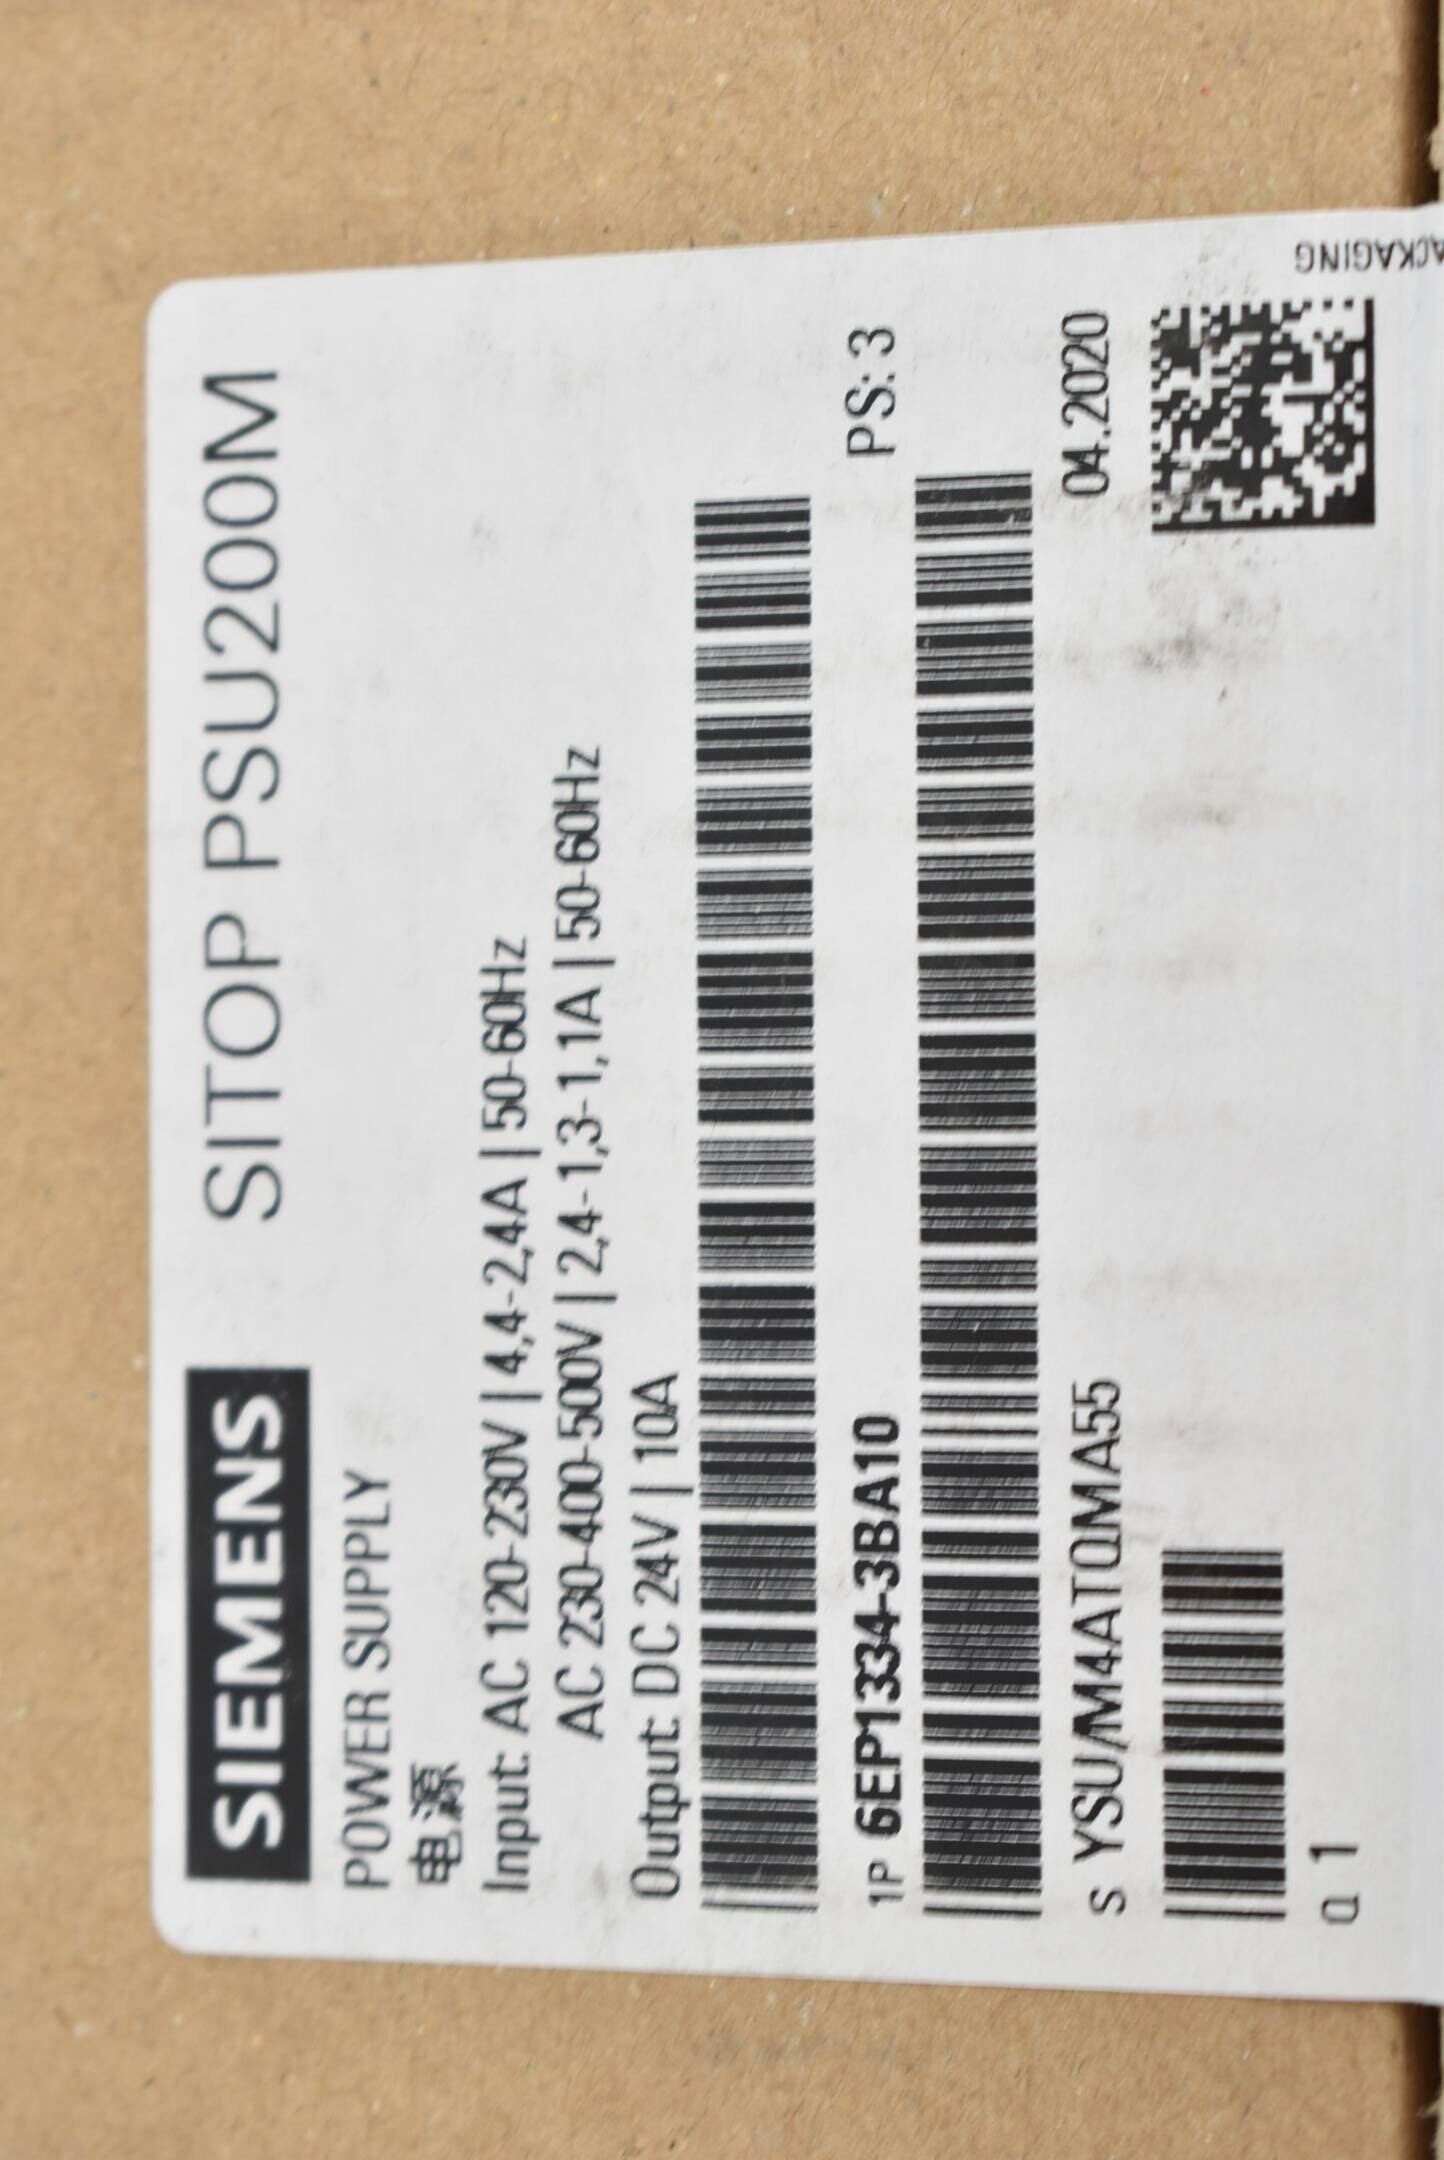 SIEMENS SITOP PSU200M
POWER SUPPLY
电源
Input: AC 120-230V | 4,4-2,4A | 50-60Hz
AC 230-400-500V | 2,4-1,3-1,1A | 50-60Hz
Output: DC 24V | 10A
1P 6EP1334-3BA10 PS: 3
S YSU/M4ATQMA55 04.2020
Q 1
ACKAGING